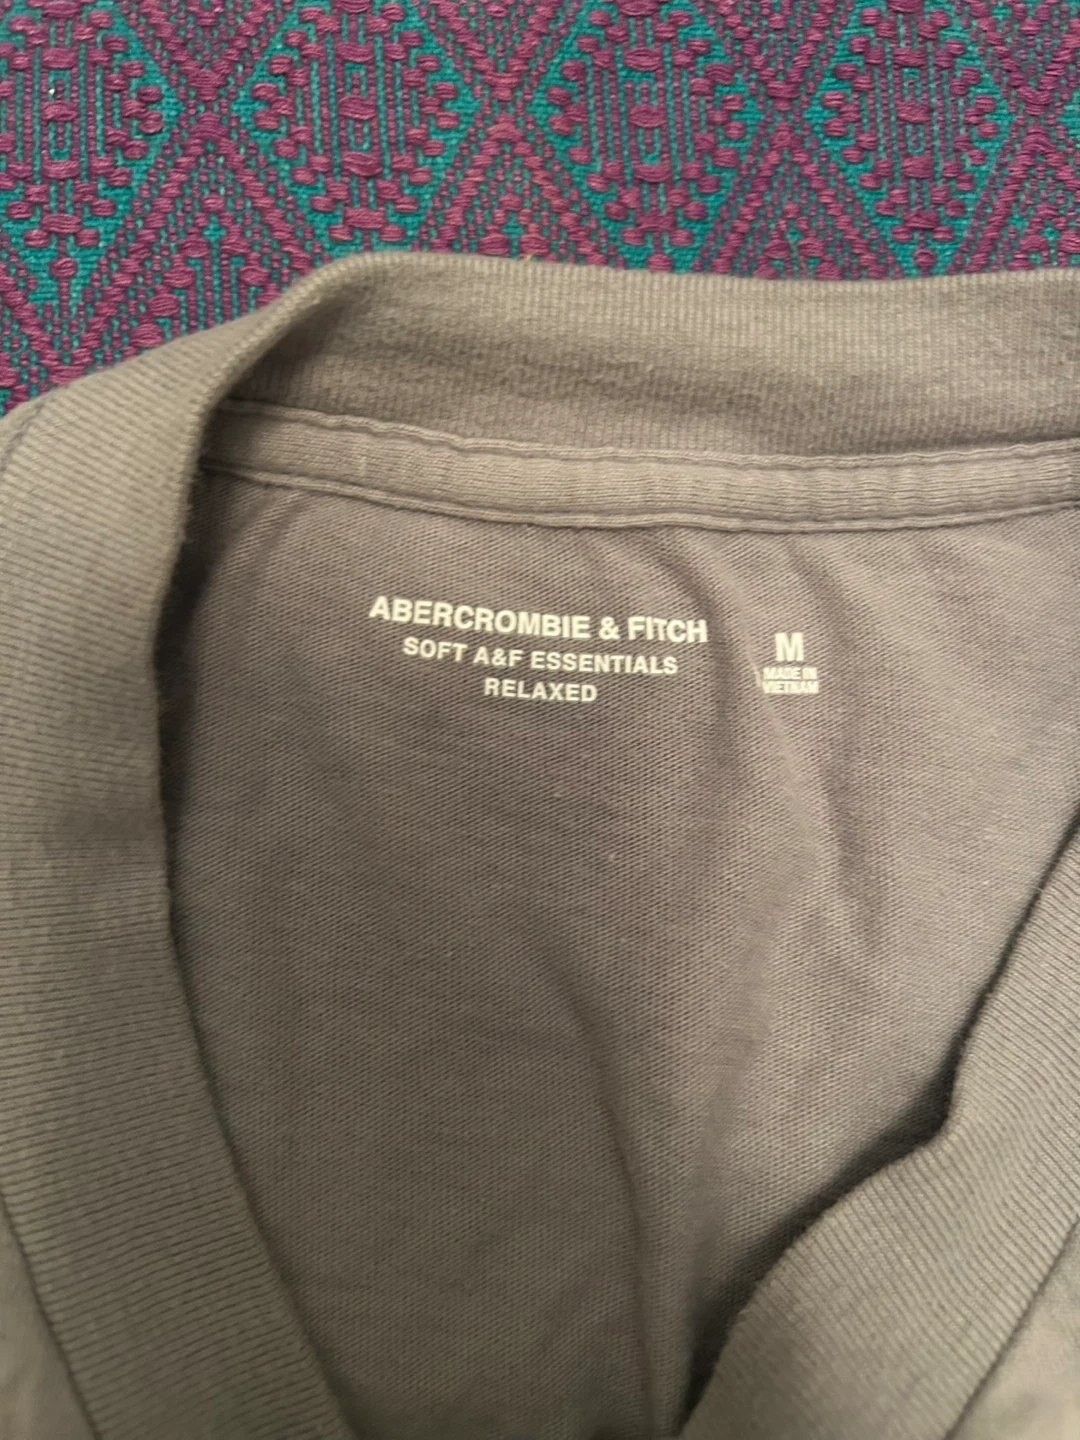 ABERCROMBIE & FITCH
SOFT A&F ESSENTIALS
RELAXED
M
MADE IN
VIETNAM